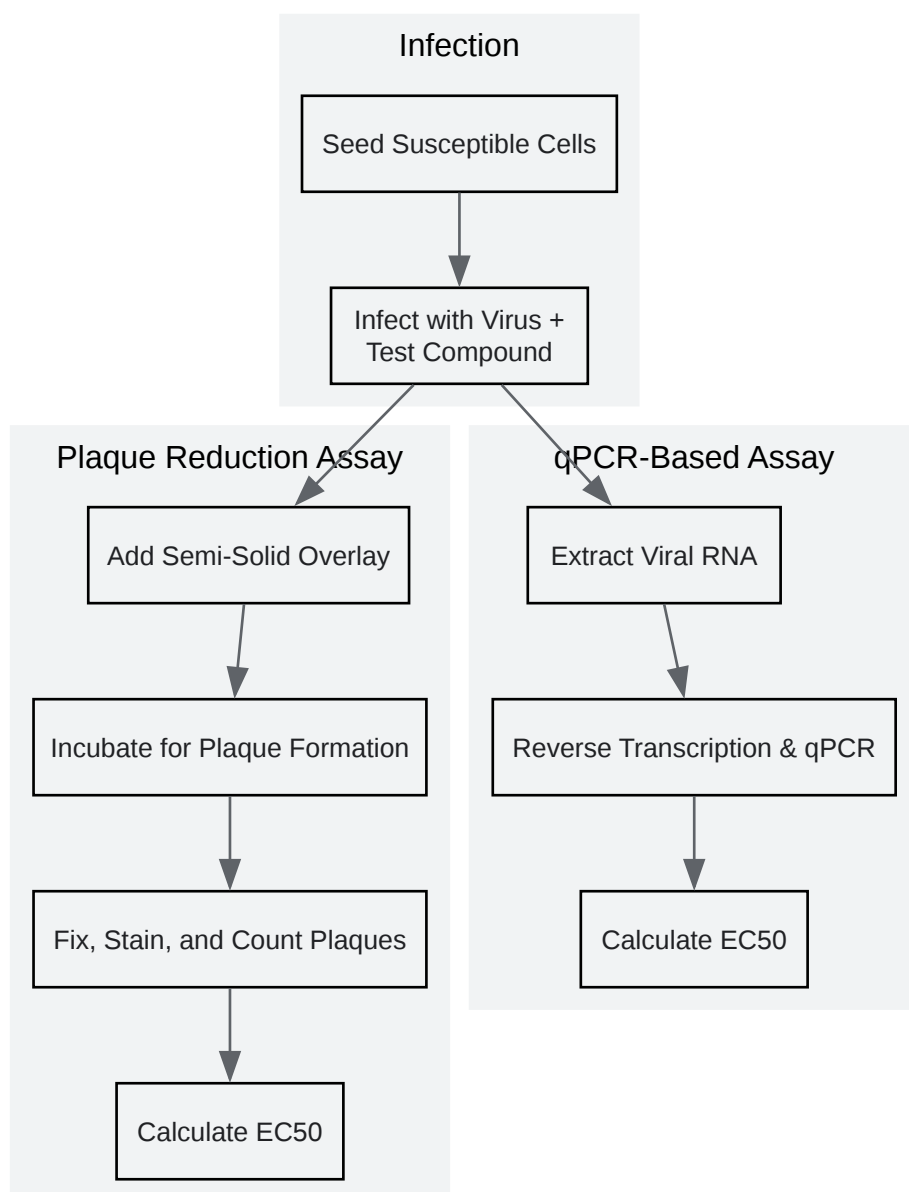 Infection
Seed Susceptible Cells
Infect with Virus +
Test Compound
Plaque Reduction Assay
Add Semi-Solid Overlay
Incubate for Plaque Formation
Fix, Stain, and Count Plaques
Calculate EC50
qPCR-Based Assay
Extract Viral RNA
Reverse Transcription & qPCR
Calculate EC50